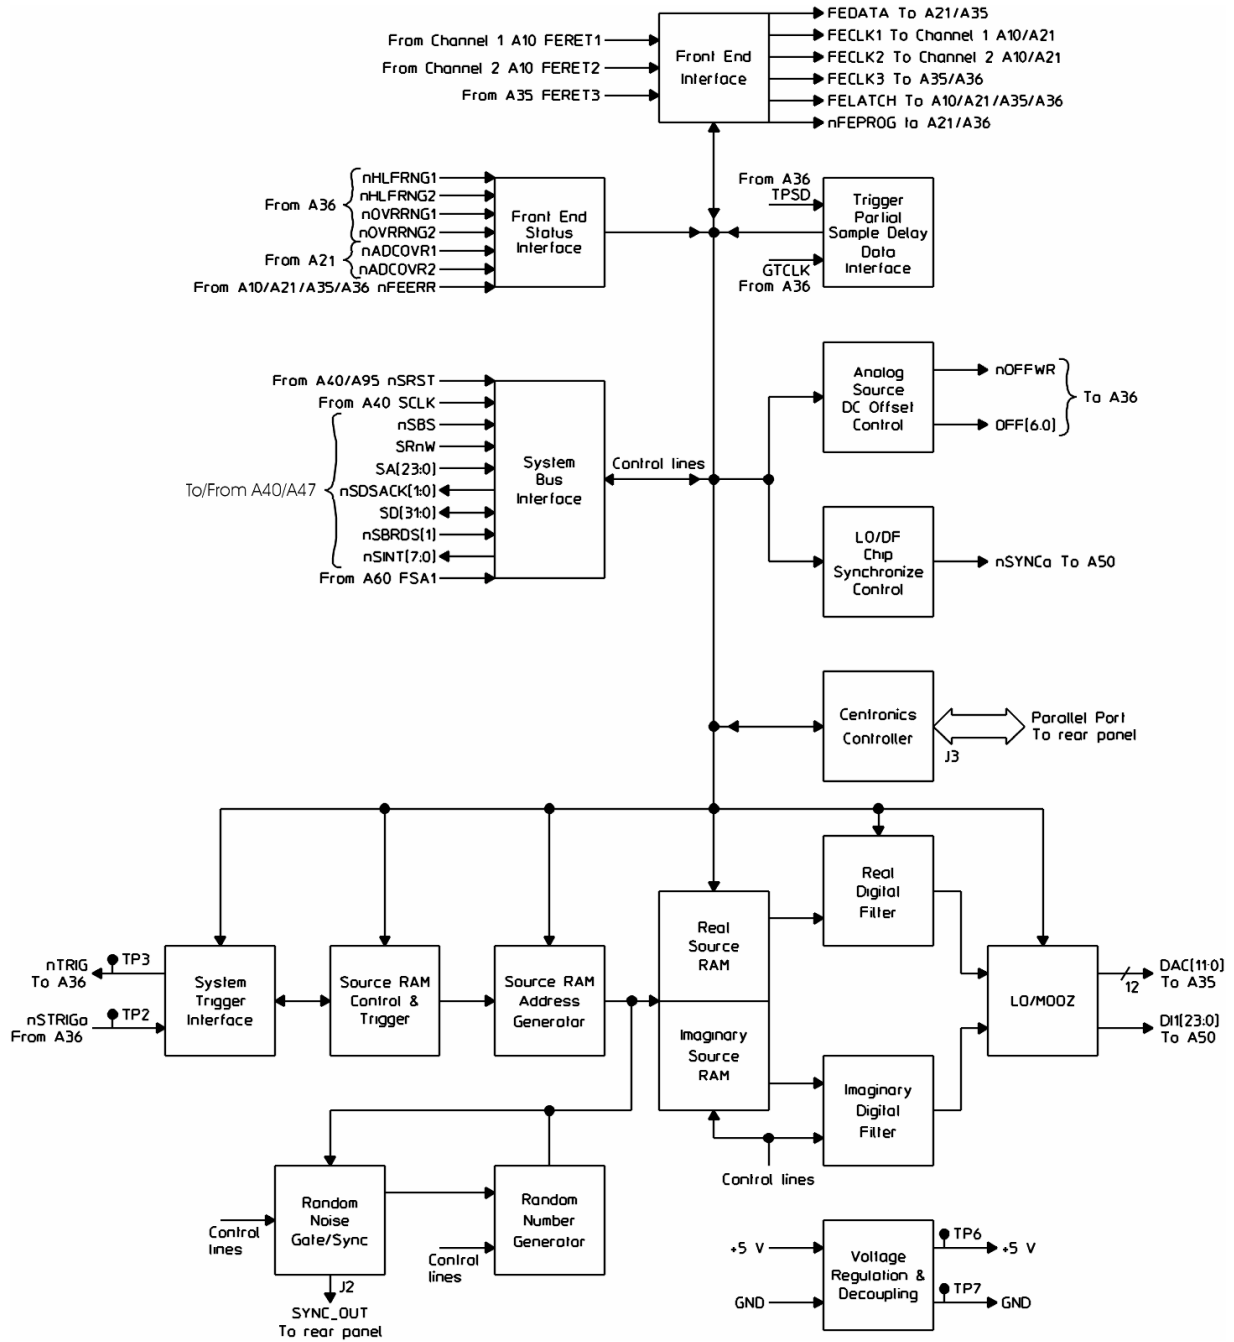 FEDATA To A21/A35
From Channel 1 A10 FERET1
FECLK1 To Channel 1 A10/A21
From Channel 2 A10 FERET2
Front End
Interface
FECLK2 To Channel 2 A10/A21
FECLK3 To A35/A36
From A35 FERET3
FELATCH To A10/A21/A35/A36
nFEPROG to A21/A36
From A36
nHLFRNG1
nHLFRNG2
nOVRRNG1
nOVRRNG2
From A21
nADCOVR1
nADCOVR2
From A10/A21/A35/A36 nFEERR
Front End
Status
Interface
From A36
TPSD
GTCLK
From A36
Trigger
Partial
Sample Delay
Data
Interface
From A40/A95 nSRST
From A40 SCLK
nSBS
SRnW
SA[23:0]
To/From A40/A47
nSDSACK[1:0]
SD[31:0]
nSBRDS[1]
nSINT[7:0]
From A60 FSA1
System
Bus
Interface
Control lines
Analog
Source
DC Offset
Control
nOFFWR
OFF[6:0]
To A36
LO/DF
Chip
Synchronize
Control
nSYNCa To A50
Centronics
Controller
J3
Parallel Port
To rear panel
nTRIG
To A36
TP3
nSTRIGa
From A36
TP2
System
Trigger
Interface
Source RAM
Control &
Trigger
Source RAM
Address
Generator
Real
Source
RAM
Imaginary
Source
RAM
Real
Digital
Filter
Imaginary
Digital
Filter
LO/MOOZ
12
DAC[11:0]
To A35
DI1[23:0]
To A50
Control lines
Control
lines
Random
Noise
Gate/Sync
J2
SYNC_OUT
To rear panel
Control
lines
Random
Number
Generator
+5 V
GND
Voltage
Regulation &
Decoupling
TP6
+5 V
TP7
GND